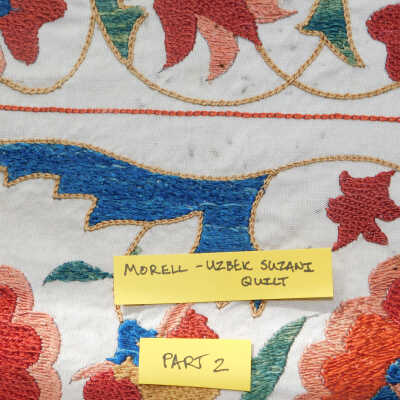 MORELL - UZBEK SUZANI
QUILT
PART 2